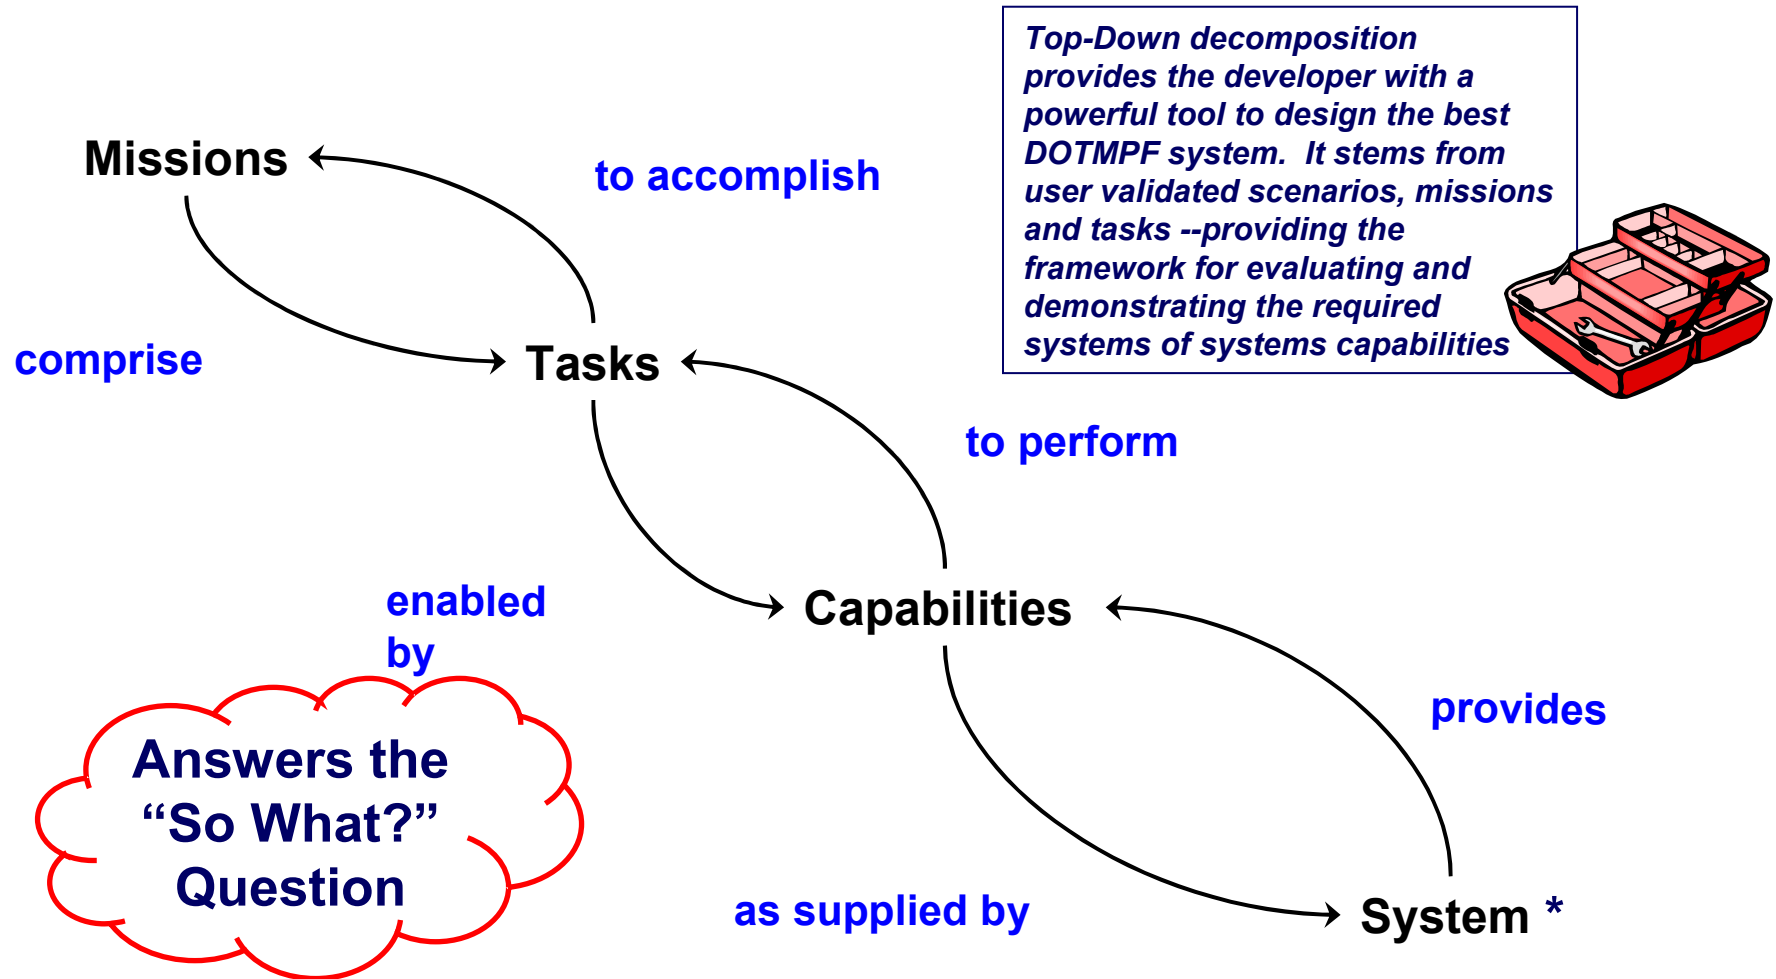 Top-Down decomposition
provides the developer with a
powerful tool to design the best
DOTMPF system.  It stems from
user validated scenarios, missions
and tasks --providing the
framework for evaluating and
demonstrating the required
systems of systems capabilities
Missions
to accomplish
comprise
Tasks
to perform
enabled
by
Capabilities
provides
Answers the
“So What?”
Question
as supplied by
System *